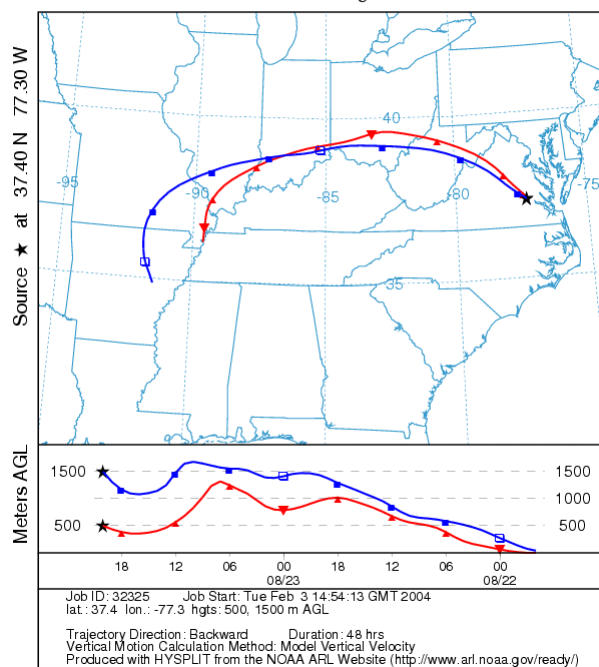 Source ★ at 37.40 N 77.30 W
40
-95
-90
-85
-80
-75
35
Meters AGL
1500
1500
1000
500
500
18 12 06 00 18 12 06 00
08/23 08/22
Job ID: 32325 Job Start: Tue Feb 3 14:54:13 GMT 2004
lat.: 37.4 lon.: -77.3 hgts: 500, 1500 m AGL
Trajectory Direction: Backward Duration: 48 hrs
Vertical Motion Calculation Method: Model Vertical Velocity
Produced with HYSPLIT from the NOAA ARL Website (http://www.arl.noaa.gov/ready/)